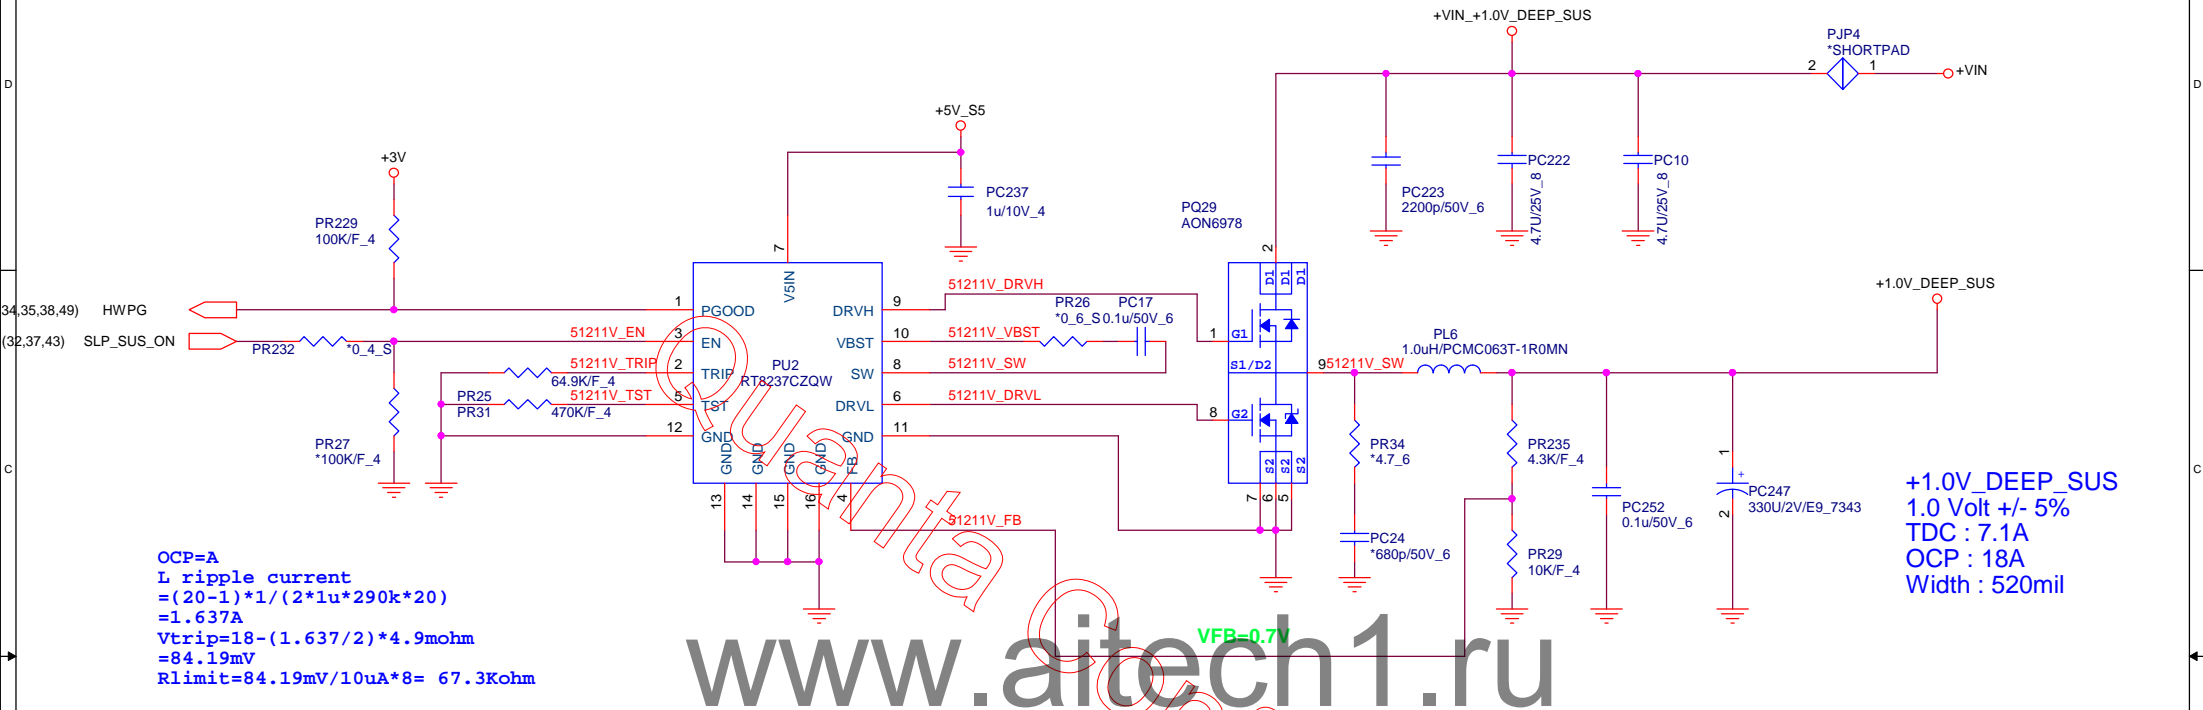 +VIN_+1.0V_DEEP_SUS
PJP4
*SHORTPAD
2
1
+VIN
D
D
+5V_S5
+3V
PC237
1u/10V_4
PC223
2200p/50V_6
PC222
4.7U/25V_8
PC10
4.7U/25V_8
PR229
100K/F_4
PQ29
AON6978
7
2
V5IN
D1
D1
D1
34,35,38,49)
HWPG
1
PGOOD
DRVH
9
51211V_DRVH
(32,37,43)
SLP_SUS_ON
PR232
*0_4_S
51211V_EN
3
EN
VBST
10
51211V_VBST
PR26
*0_6_S
PC17
0.1u/50V_6
1
G1
51211V_TRIP
2
TRIP
PU2
RT8237CZQW
SW
8
51211V_SW
S1/D2
9
51211V_SW
PL6
1.0uH/PCMC063T-1R0MN
+1.0V_DEEP_SUS
PR25
64.9K/F_4
51211V_TST
5
TST
DRVL
6
51211V_DRVL
8
G2
PR31
470K/F_4
12
GND
GND
11
PR27
*100K/F_4
GND
GND
GND
GND
FB
13
14
15
16
4
51211V_FB
S2
S2
S2
7
6
5
PR34
*4.7_6
PC24
*680p/50V_6
PR235
4.3K/F_4
PR29
10K/F_4
PC252
0.1u/50V_6
1
+
PC247
330U/2V/E9_7343
2
C
C
+1.0V_DEEP_SUS
1.0 Volt +/- 5%
TDC : 7.1A
OCP : 18A
Width : 520mil
OCP=A
L ripple current
=(20-1)*1/(2*1u*290k*20)
=1.637A
Vtrip=18-(1.637/2)*4.9mohm
=84.19mV
Rlimit=84.19mV/10uA*8= 67.3Kohm
VFB=0.7V
www.aitech1.ru